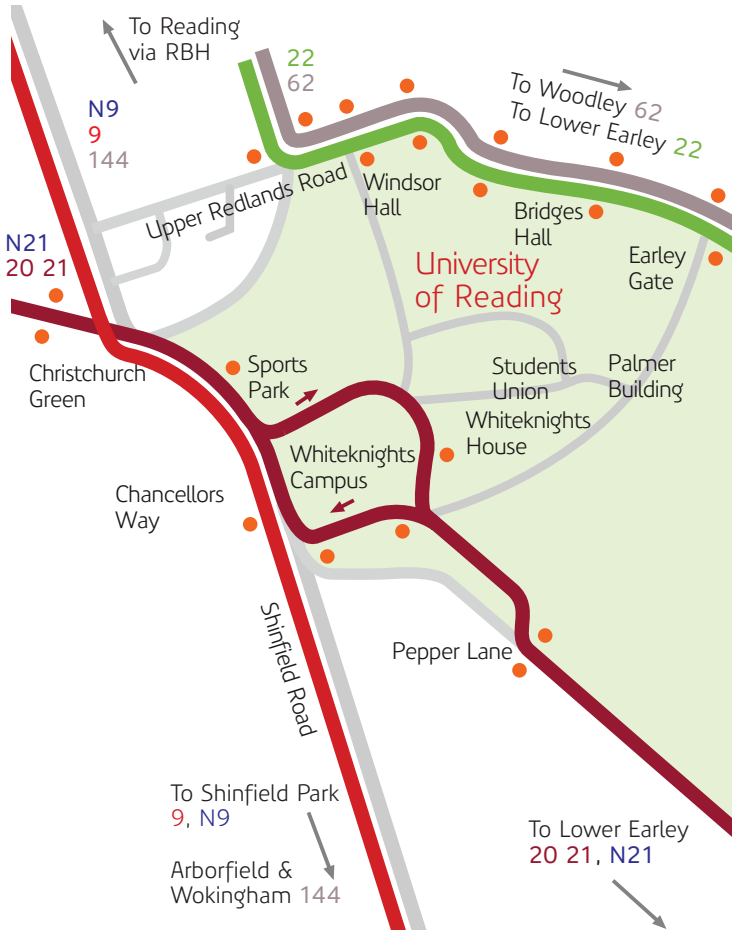 To Reading
via RBH
22
62
To Woodley 62
To Lower Earley 22
N9
9
144
Upper Redlands Road
Windsor
Hall
Bridges
Hall
Earley
Gate
N21
20 21
University
of Reading
Christchurch
Green
Sports
Park
Students
Union
Palmer
Building
Whiteknights
House
Whiteknights
Campus
Chancellors
Way
Shinfield Road
Pepper Lane
To Shinfield Park
9, N9
Arborfield &
Wokingham 144
To Lower Earley
20 21, N21